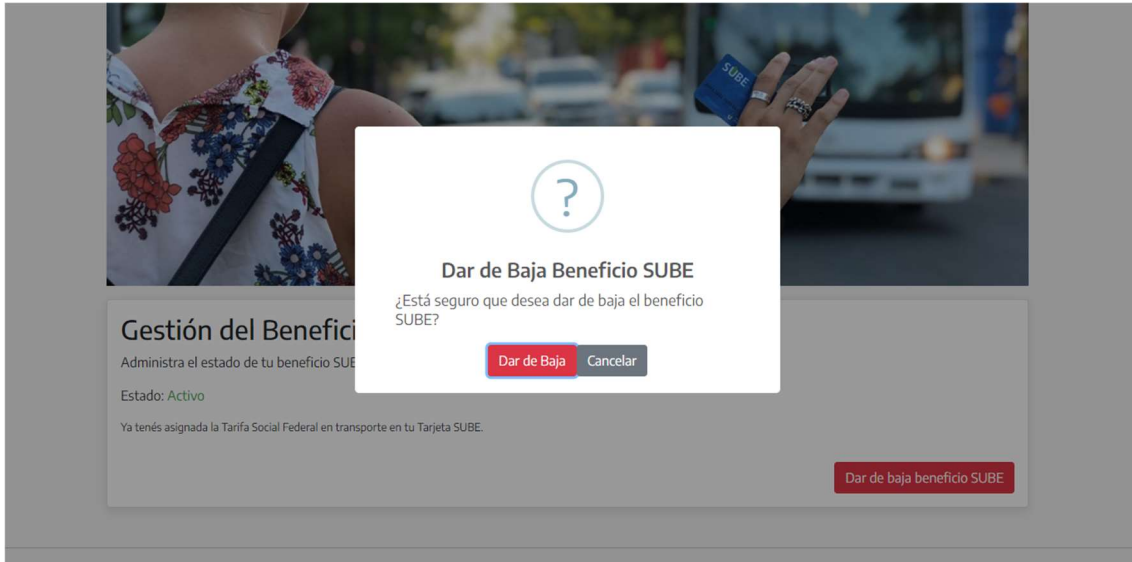 SUBE
?
Dar de Baja Beneficio SUBE
¿Está seguro que desea dar de baja el beneficio
SUBE?
Dar de Baja
Cancelar
Gestión del Benefici
Administra el estado de tu beneficio SUBE
Estado: Activo
Ya tenés asignada la Tarifa Social Federal en transporte en tu Tarjeta SUBE.
Dar de baja beneficio SUBE